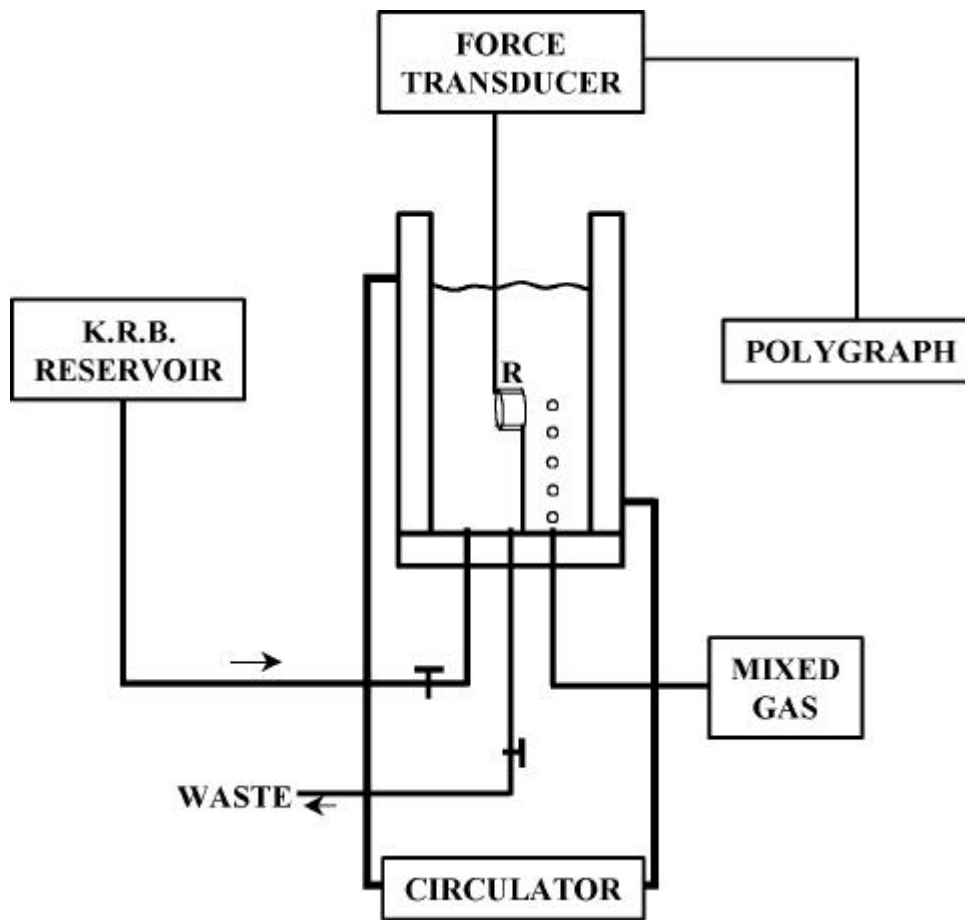 FORCE
TRANSDUCER
K.R.B.
RESERVOIR
POLYGRAPH
R
MIXED
GAS
WASTE
CIRCULATOR